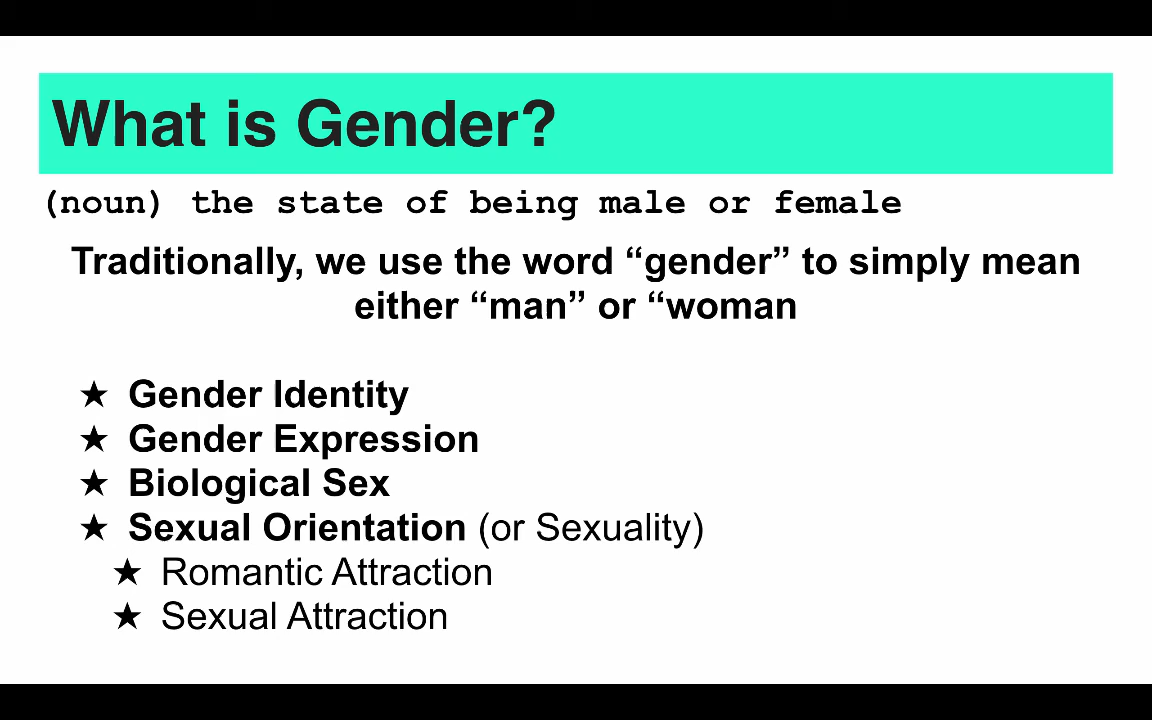 What is Gender?
(noun) the state of being male or female
Traditionally, we use the word “gender” to simply mean
either “man” or “woman
★ Gender Identity
★ Gender Expression
★ Biological Sex
★ Sexual Orientation (or Sexuality)
★ Romantic Attraction
★ Sexual Attraction